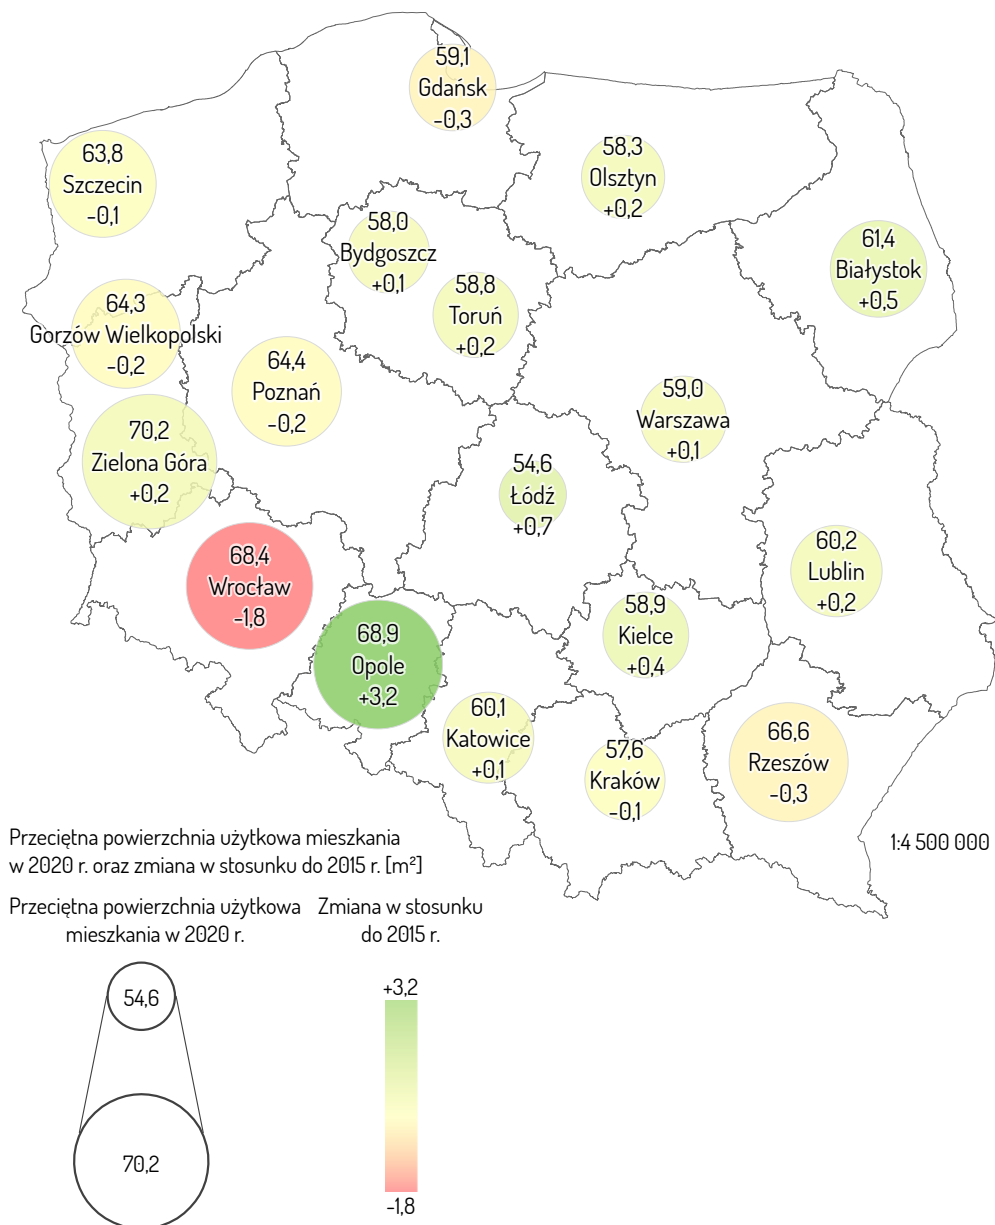 59,1
Gdańsk
-0,3
63,8
Szczecin
-0,1
58,3
Olsztyn
+0,2
58,0
Bydgoszcz
+0,1
61,4
Białystok
+0,5
58,8
Toruń
+0,2
64,3
Gorzów Wielkopolski
-0,2
64,4
Poznań
-0,2
59,0
Warszawa
+0,1
70,2
Zielona Góra
+0,2
54,6
Łódź
+0,7
68,4
Wrocław
-1,8
60,2
Lublin
+0,2
58,9
Kielce
+0,4
68,9
Opole
+3,2
60,1
Katowice
+0,1
57,6
Kraków
-0,1
66,6
Rzeszów
-0,3
Przeciętna powierzchnia użytkowa mieszkania
w 2020 r. oraz zmiana w stosunku do 2015 r. [m²]
1:4 500 000
Przeciętna powierzchnia użytkowa
mieszkania w 2020 r.
54,6
70,2
Zmiana w stosunku
do 2015 r.
+3,2
-1,8